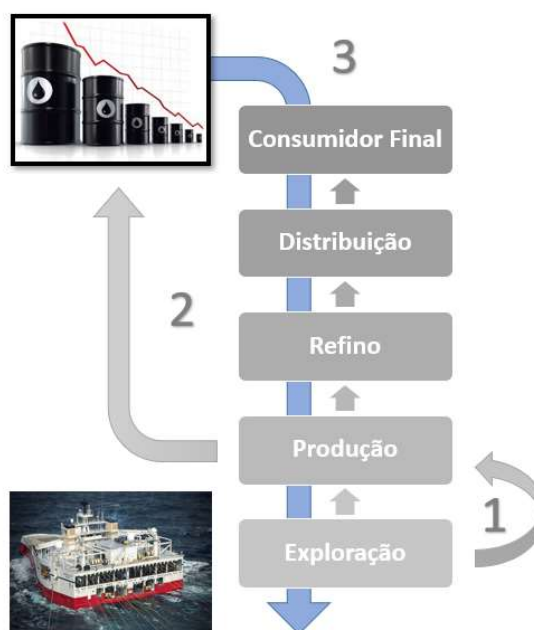 3
Consumidor Final
Distribuição
2
Refino
Produção
1
Exploração